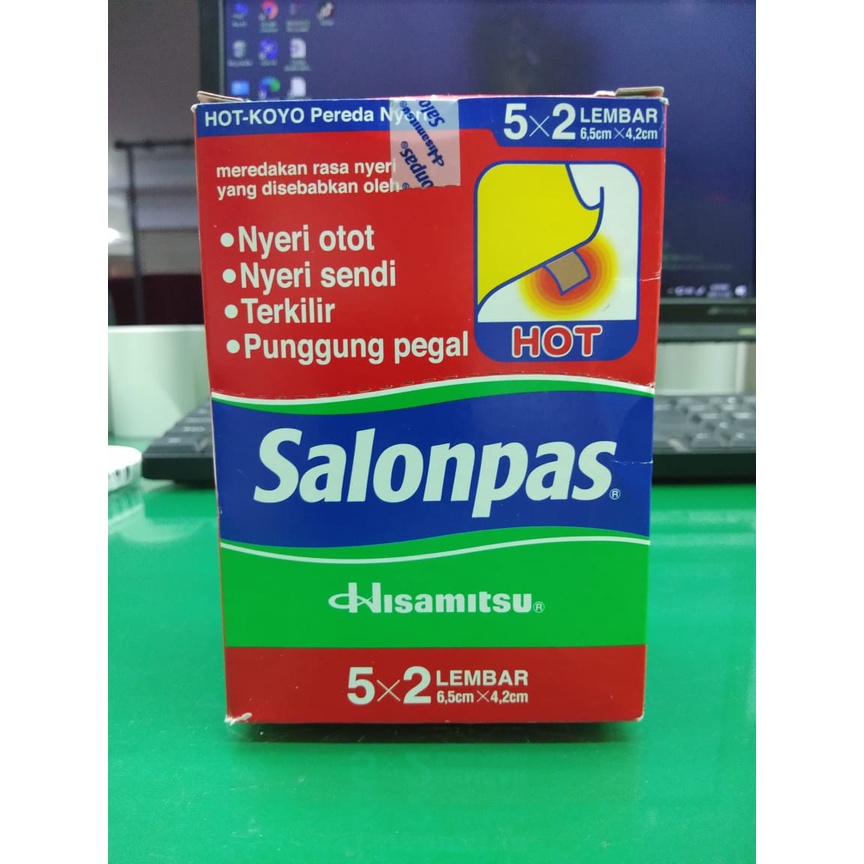 HOT-KOYO Pereda Nyeri
5×2 LEMBAR
6,5cm×4,2cm
meredakan rasa nyeri
yang disebabkan oleh
Hisamitsu®
•Nyeri otot
•Nyeri sendi
•Terkilir
•Punggung pegal
HOT
Salonpas®
Hisamitsu®
5×2 LEMBAR
6,5cm×4,2cm